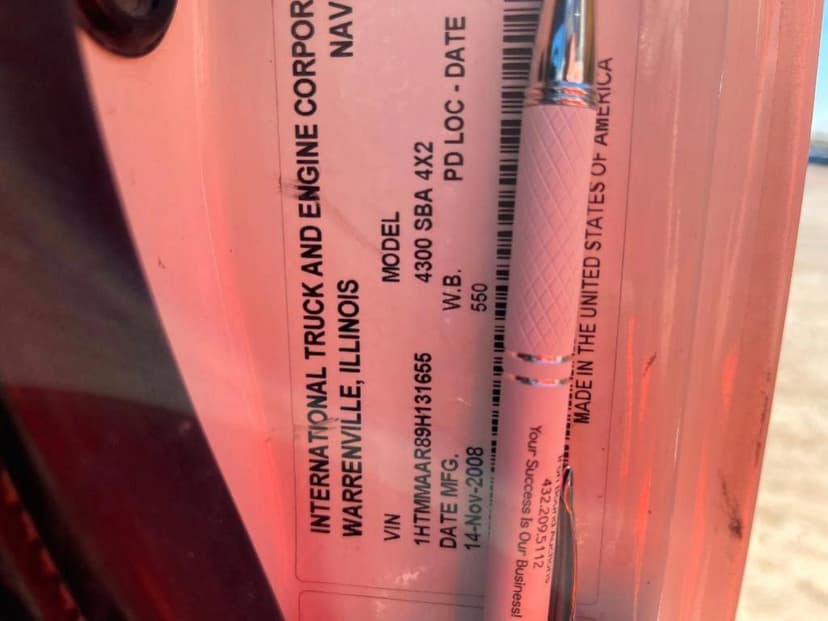 INTERNATIONAL TRUCK AND ENGINE CORPOR
NAV
WARRENVILLE, ILLINOIS
VIN MODEL
1HTMMAAR89H131655 4300 SBA 4X2
DATE MFG. W.B. PD LOC - DATE
14-Nov-2008 550
MADE IN THE UNITED STATES OF AMERICA
432.209.5112
Your Success Is Our Business!